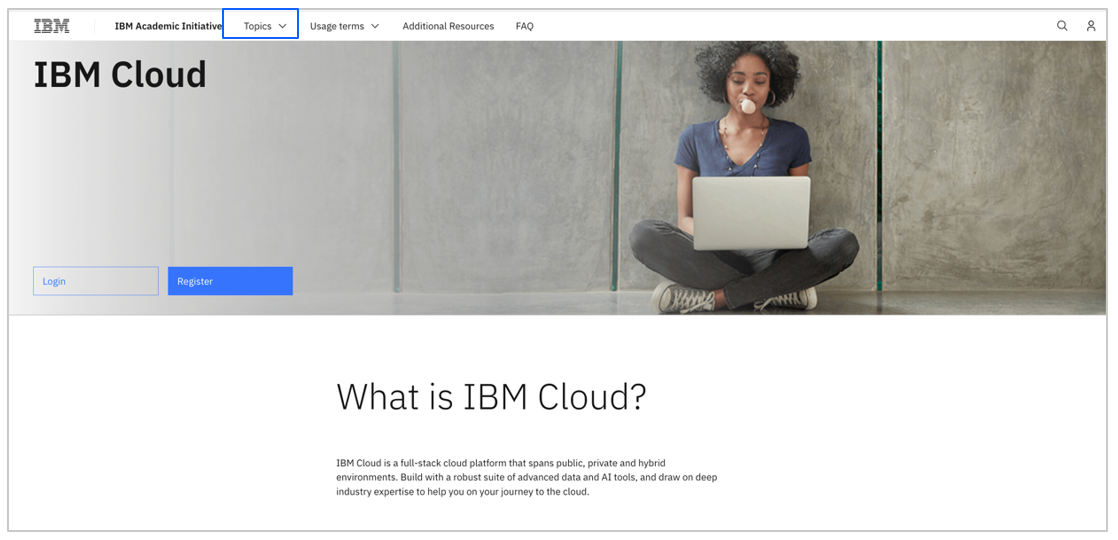 IBM
IBM Academic Initiative
Topics
Usage terms
Additional Resources
FAQ
IBM Cloud
Login
Register
What is IBM Cloud?
IBM Cloud is a full-stack cloud platform that spans public, private and hybrid
environments. Build with a robust suite of advanced data and AI tools, and draw on deep
industry expertise to help you on your journey to the cloud.